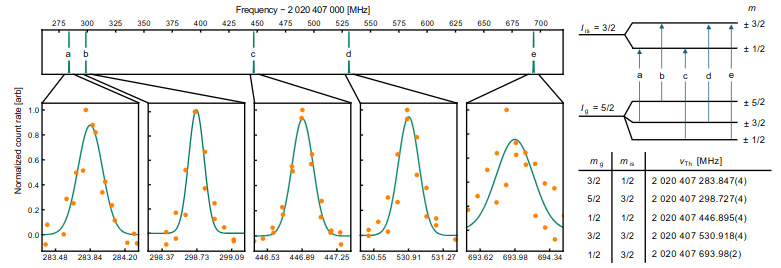 Frequency − 2 020 407 000 [MHz]
275 300 325 350 375 400 425 450 475 500 525 550 575 600 625 650 675 700
a b c d e
Normalized count rate [arb]
1.0
0.8
0.6
0.4
0.2
0.0
283.48 283.84 284.20
298.37 298.73 299.09
446.53 446.89 447.25
530.55 530.91 531.27
693.62 693.98 694.34
m
I is = 3/2
± 3/2
± 1/2
a b c d e
I g = 5/2
± 5/2
± 3/2
± 1/2
m g m is νTh [MHz]
3/2 1/2 2 020 407 283.847(4)
5/2 3/2 2 020 407 298.727(4)
1/2 1/2 2 020 407 446.895(4)
3/2 3/2 2 020 407 530.918(4)
1/2 3/2 2 020 407 693.98(2)